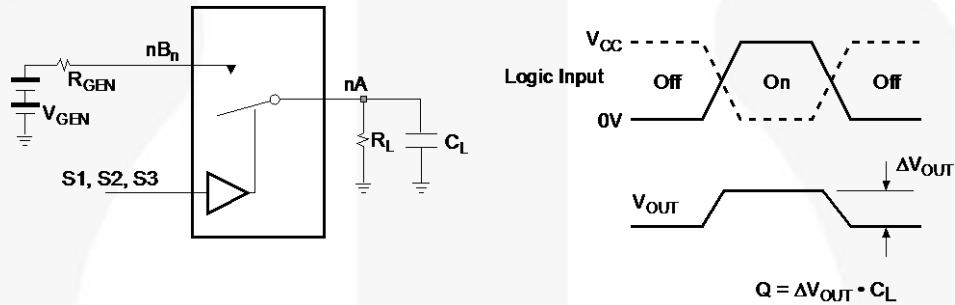 nBn
RGEN
VGEN
nA
RL
CL
S1, S2, S3
VCC
Logic Input
Off
On
Off
0V
ΔVOUT
VOUT
Q = ΔVOUT • CL